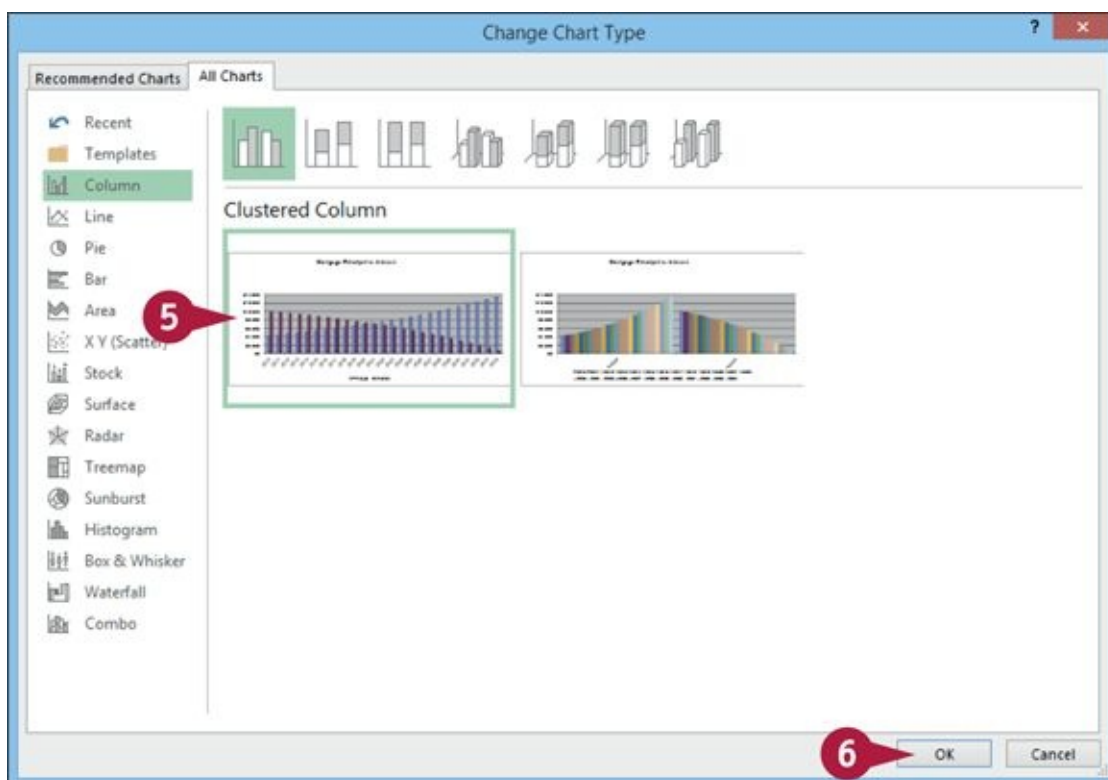 Change Chart Type
?
Recommended Charts
All Charts
Recent
Templates
Column
Line
Pie
Bar
Area
X Y (Scatter)
Stock
Surface
Radar
Treemap
Sunburst
Histogram
Box & Whisker
Waterfall
Combo
Clustered Column
5
6
OK
Cancel